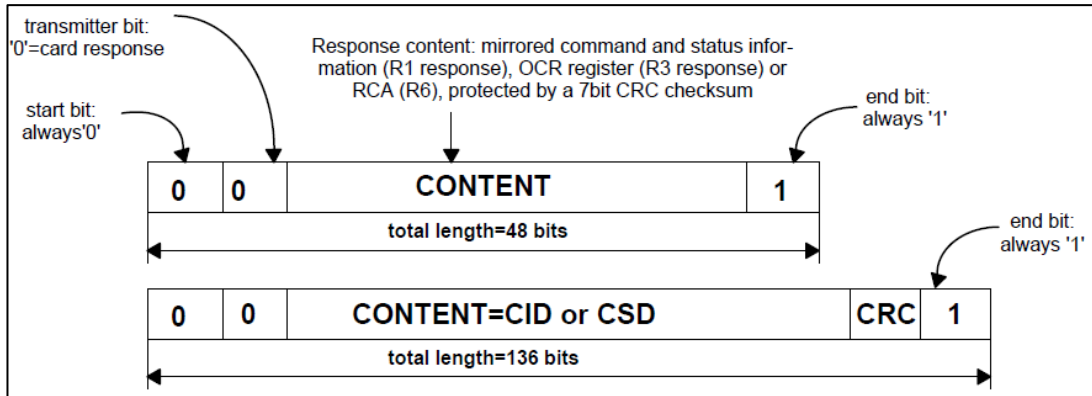 transmitter bit:
'0'=card response
Response content: mirrored command and status infor-
mation (R1 response), OCR register (R3 response) or
RCA (R6), protected by a 7bit CRC checksum
start bit:
always'0'
end bit:
always '1'
0 0 CONTENT 1
total length=48 bits
end bit:
always '1'
0 0 CONTENT=CID or CSD CRC 1
total length=136 bits